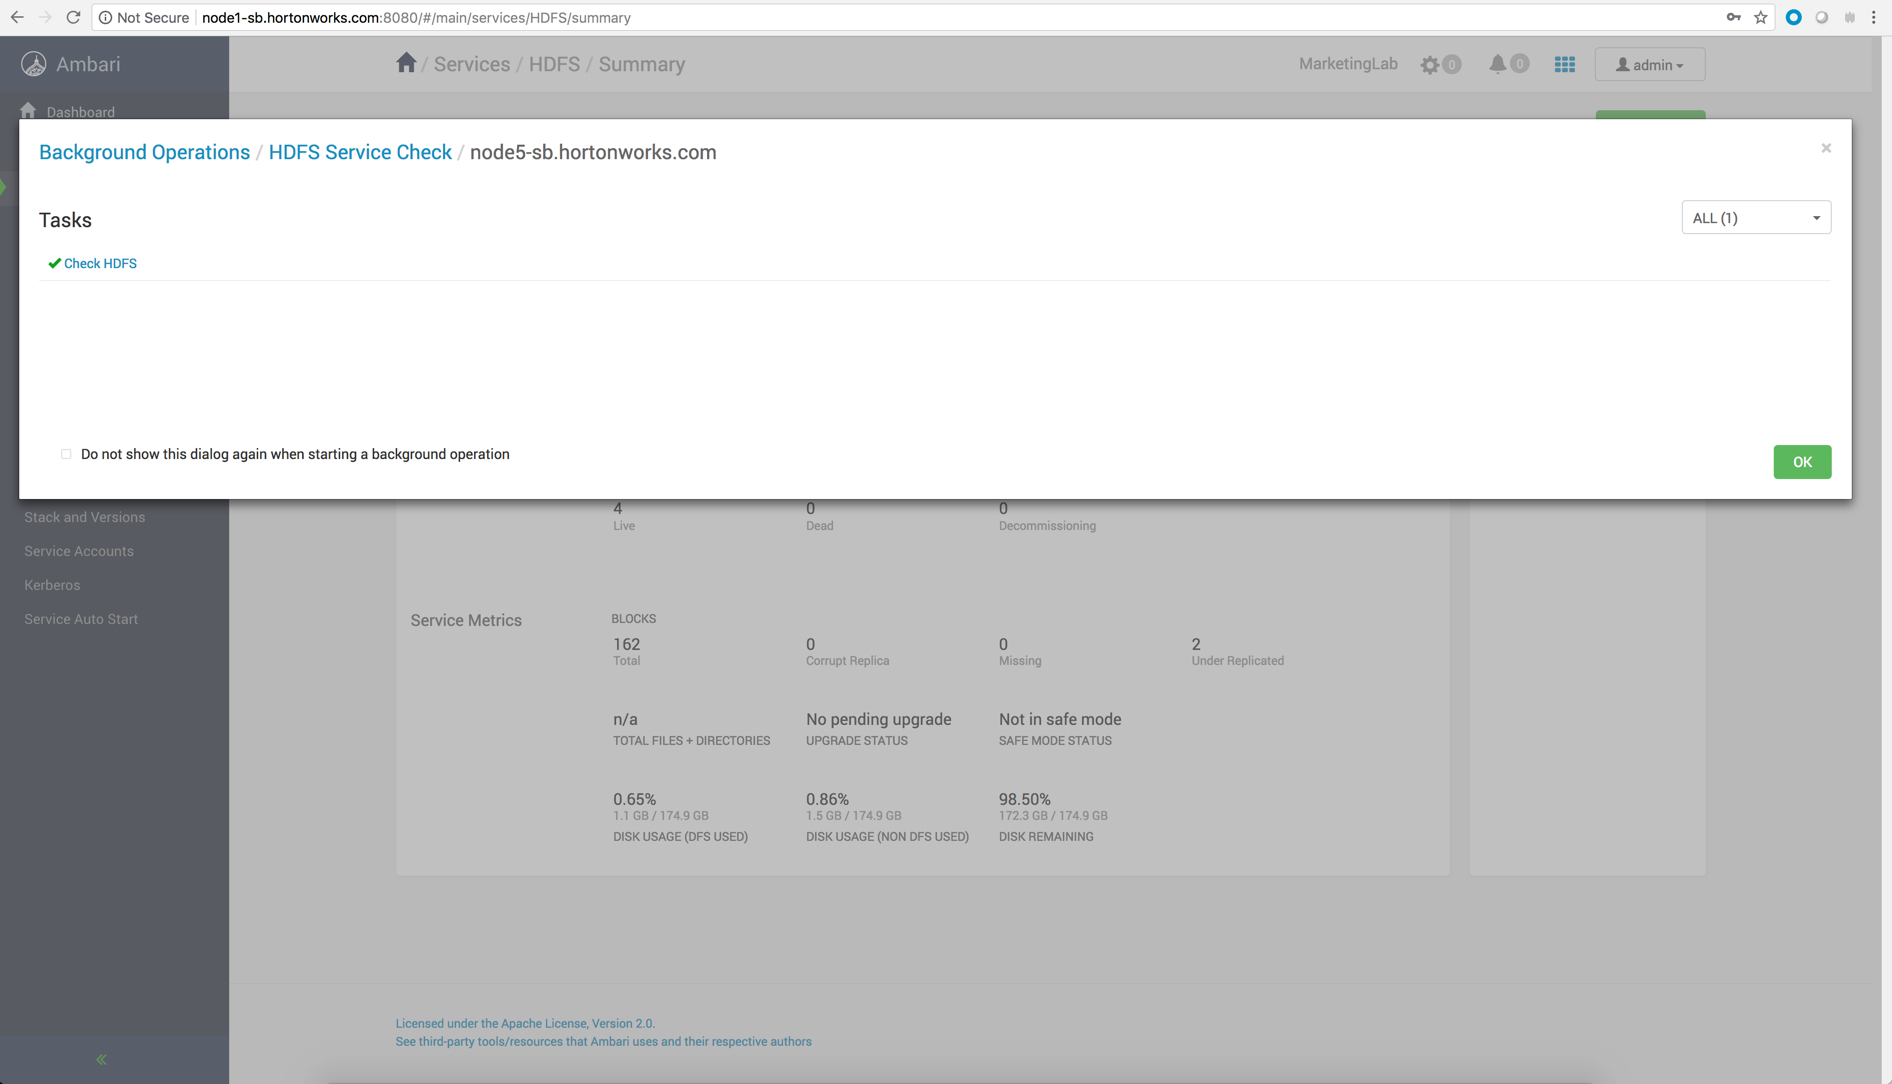 Not Secure | node1-sb.hortonworks.com:8080/#/main/services/HDFS/summary
Ambari
/ Services / HDFS / Summary
MarketingLab
0
0
admin
Dashboard
Background Operations / HDFS Service Check / node5-sb.hortonworks.com
×
Tasks
ALL (1)
Check HDFS
Do not show this dialog again when starting a background operation
OK
Stack and Versions
Service Accounts
Kerberos
Service Auto Start
4 0 0
Live Dead Decommissioning
Service Metrics
BLOCKS
162 0 0 2
Total Corrupt Replica Missing Under Replicated
n/a No pending upgrade Not in safe mode
TOTAL FILES + DIRECTORIES UPGRADE STATUS SAFE MODE STATUS
0.65% 0.86% 98.50%
1.1 GB / 174.9 GB 1.5 GB / 174.9 GB 172.3 GB / 174.9 GB
DISK USAGE (DFS USED) DISK USAGE (NON DFS USED) DISK REMAINING
Licensed under the Apache License, Version 2.0.
See third-party tools/resources that Ambari uses and their respective authors
«